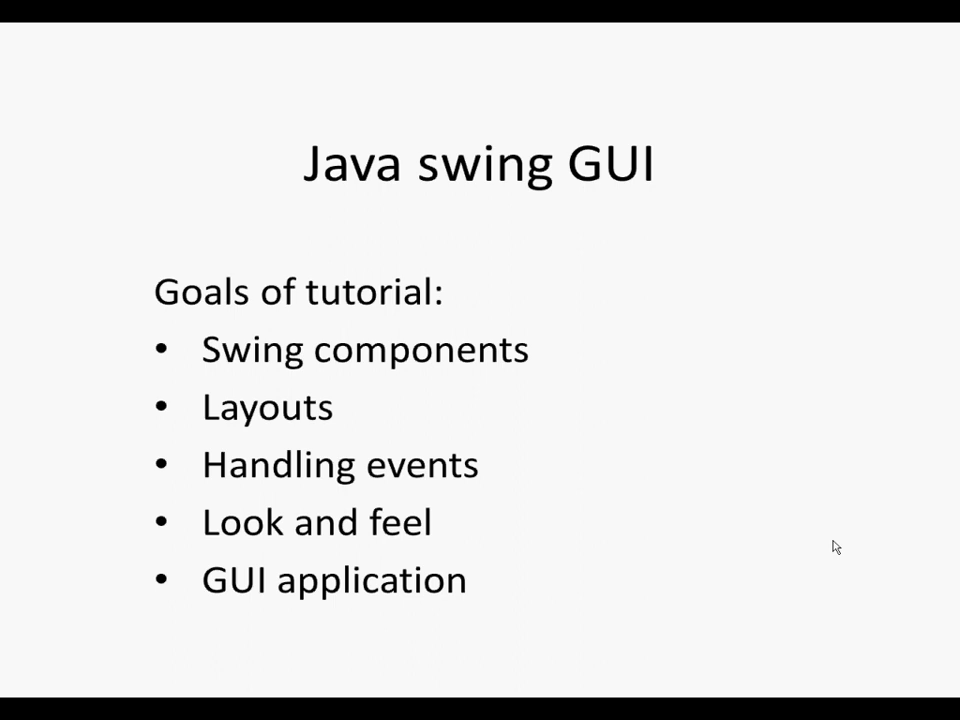 Java swing GUI
Goals of tutorial:
• Swing components
• Layouts
• Handling events
• Look and feel
• GUI application